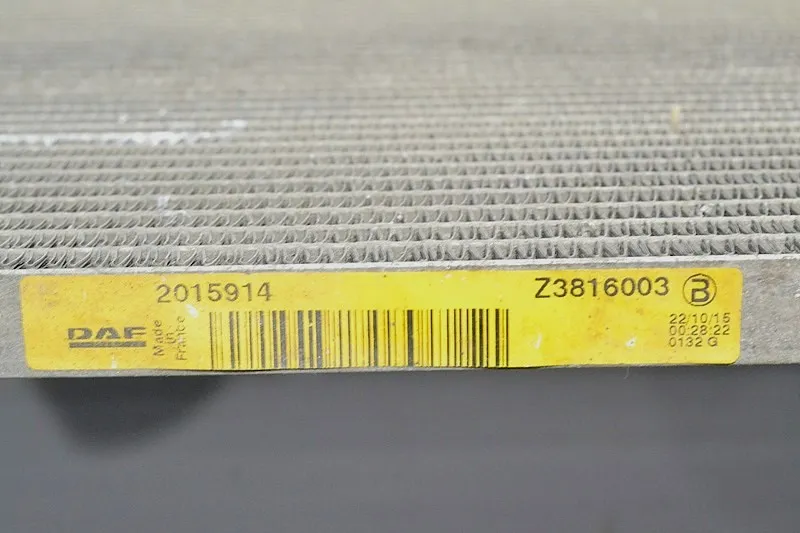 2015914
Z3816003 B
DAF
Made
in
France
22/10/15
00:28:22
0132 G